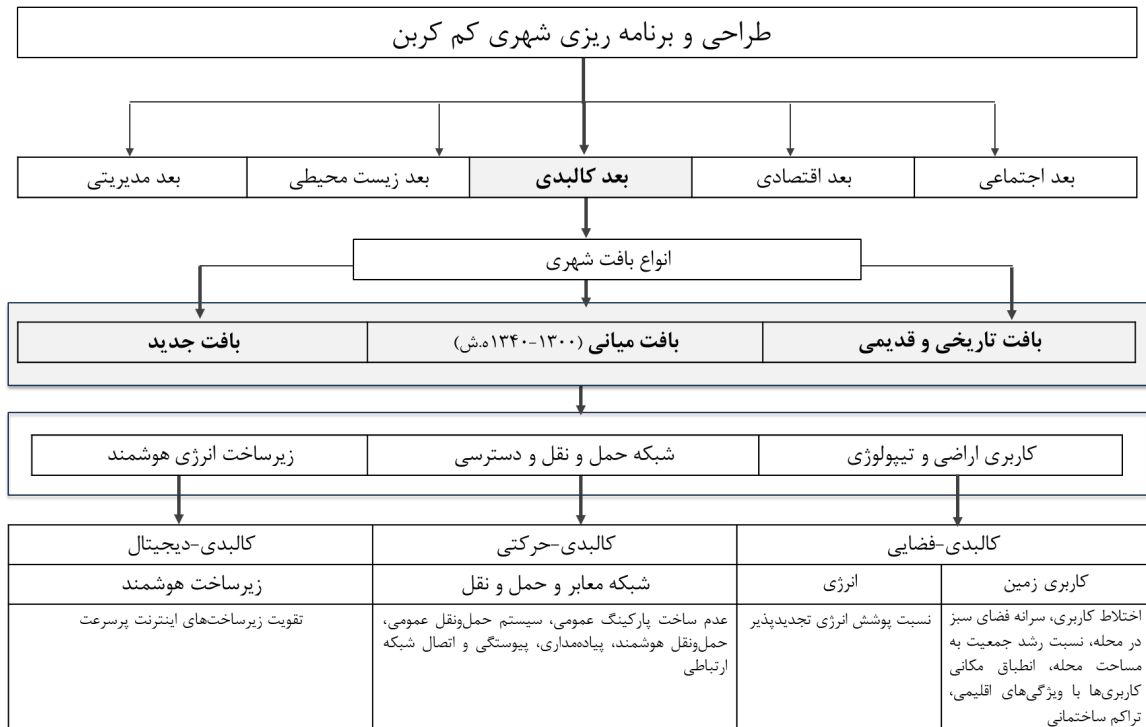 طراحی و برنامه ریزی شهری کم کربن
بعد اجتماعی
بعد اقتصادی
بعد کالبدی
بعد زیست محیطی
بعد مدیریتی
انواع بافت شهری
بافت تاریخی و قدیمی
بافت میانی (۱۳۰۰-۱۳۴۰ه.ش)
بافت جدید
کاربری اراضی و تیپولوژی
شبکه حمل و نقل و دسترسی
زیرساخت انرژی هوشمند
کالبدی-فضایی
کالبدی-حرکتی
کالبدی-دیجیتال
کاربری زمین
انرژی
شبکه معابر و حمل و نقل
زیرساخت هوشمند
اختلاط کاربری، سرانه فضای سبز
در محله، نسبت رشد جمعیت به
مساحت محله، انطباق مکانی
کاربری‌ها با ویژگی‌های اقلیمی،
تراکم ساختمانی
نسبت پوشش انرژی تجدیدپذیر
عدم ساخت پارکینگ عمومی، سیستم حمل‌ونقل عمومی،
حمل‌ونقل هوشمند، پیاده‌مداری، پیوستگی و اتصال شبکه
ارتباطی
تقویت زیرساخت‌های اینترنت پرسرعت